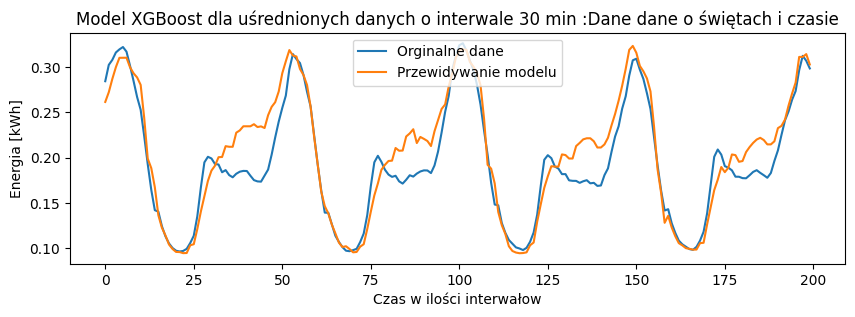 Model XGBoost dla uśrednionych danych o interwale 30 min :Dane dane o świętach i czasie
Orginalne dane
Przewidywanie modelu
Energia [kWh]
0.30
0.25
0.20
0.15
0.10
0 25 50 75 100 125 150 175 200
Czas w ilości interwałow